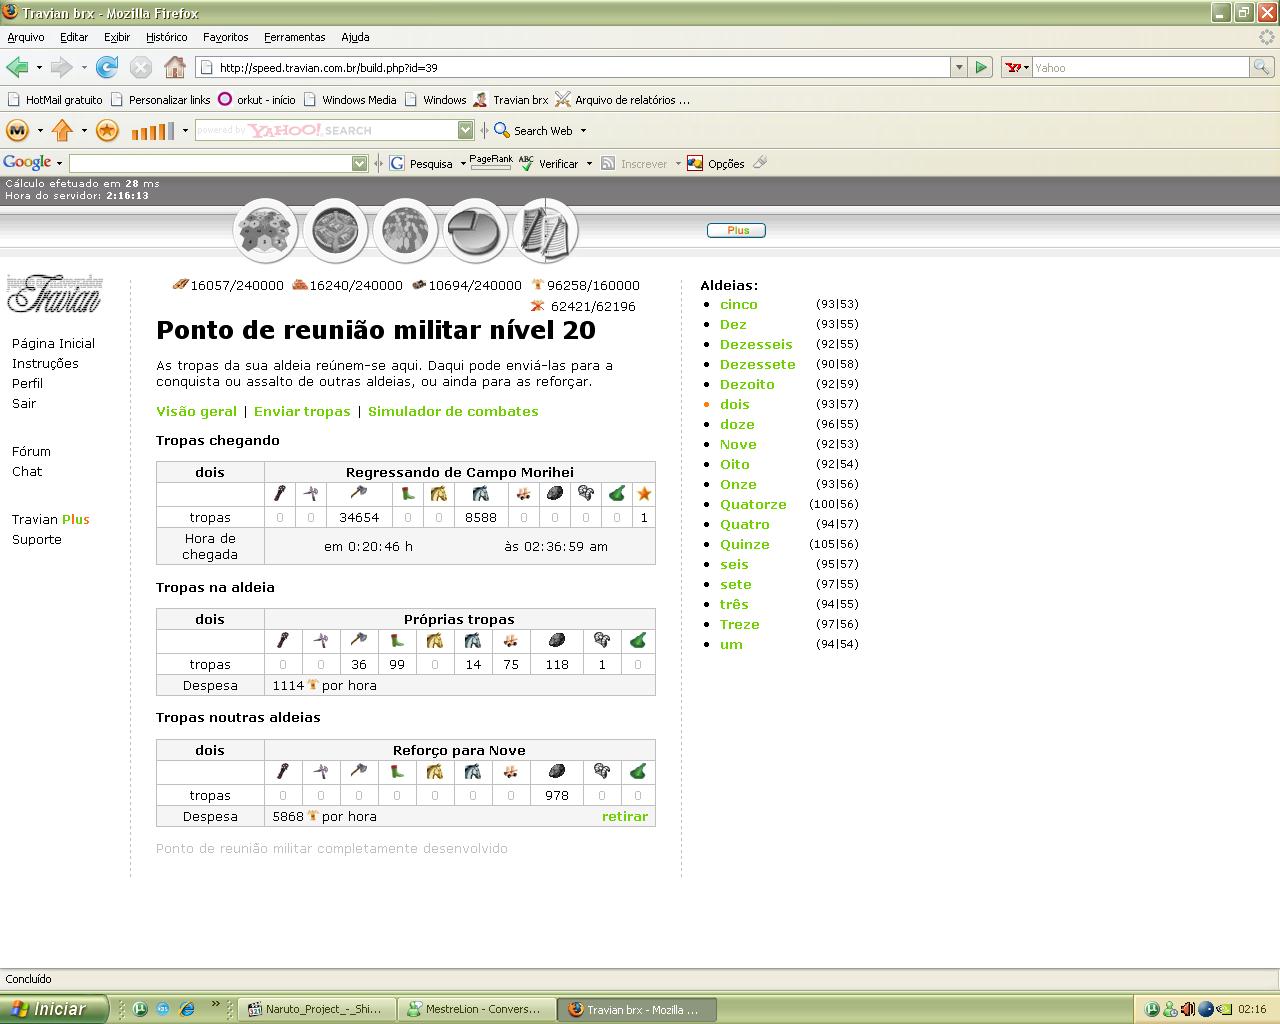 Travian brx - Mozilla Firefox
Arquivo Editar Exibir Histórico Favoritos Ferramentas Ajuda
http://speed.travian.com.br/build.php?id=39 Yahoo
HotMail gratuito Personalizar links orkut - início Windows Media Windows Travian brx Arquivo de relatórios ...
powered by YAHOO! SEARCH Search Web
Google Pesquisa PageRank Verificar Inscrever Opções
Cálculo efetuado em 28 ms
Hora do servidor: 2:16:13
Plus
Travian
16057/240000 16240/240000 10694/240000 96258/160000
62421/62196
Página Inicial
Instruções
Perfil
Sair
Fórum
Chat
Travian Plus
Suporte
Ponto de reunião militar nível 20
As tropas da sua aldeia reúnem-se aqui. Daqui pode enviá-las para a
conquista ou assalto de outras aldeias, ou ainda para as reforçar.
Visão geral | Enviar tropas | Simulador de combates
Tropas chegando
dois Regressando de Campo Morihei
tropas 0 0 34654 0 0 8588 0 0 0 0 1
Hora de
chegada em 0:20:46 h às 02:36:59 am
Tropas na aldeia
dois Próprias tropas
tropas 0 0 36 99 0 14 75 118 1 0
Despesa 1114 por hora
Tropas noutras aldeias
dois Reforço para Nove
tropas 0 0 0 0 0 0 0 978 0 0
Despesa 5868 por hora retirar
Ponto de reunião militar completamente desenvolvido
Aldeias:
cinco (93|53)
Dez (93|55)
Dezesseis (92|55)
Dezessete (90|58)
Dezoito (92|59)
dois (93|57)
doze (96|55)
Nove (92|53)
Oito (92|54)
Onze (93|56)
Quatorze (100|56)
Quatro (94|57)
Quinze (105|56)
seis (95|57)
sete (97|55)
três (94|55)
Treze (97|56)
um (94|54)
Concluído
Iniciar Naruto_Project_-_Shi... MestreLion - Convers... Travian brx - Mozilla ... 02:16